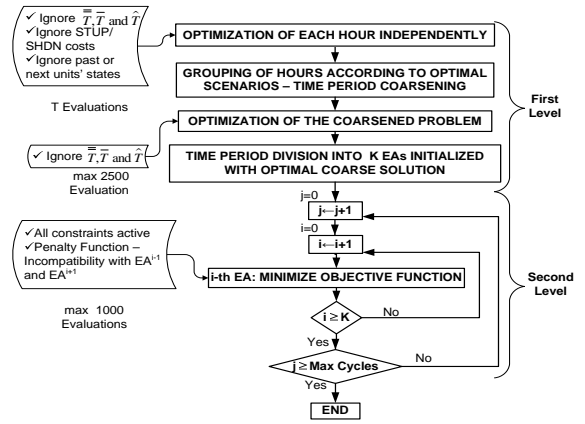 ✓ Ignore T̿, T̅ and T̂
✓ Ignore STUP/
SHDN costs
✓ Ignore past or
next units' states
T Evaluations
OPTIMIZATION OF EACH HOUR INDEPENDENTLY
GROUPING OF HOURS ACCORDING TO OPTIMAL
SCENARIOS – TIME PERIOD COARSENING
OPTIMIZATION OF THE COARSENED PROBLEM
✓ Ignore T̿, T̅ and T̂
max 2500
Evaluation
TIME PERIOD DIVISION INTO K EAs INITIALIZED
WITH OPTIMAL COARSE SOLUTION
First
Level
j=0
j←j+1
i=0
i←i+1
✓All constraints active
✓Penalty Function –
Incompatibility with EAⁱ⁻¹
and EAⁱ⁺¹
max 1000
Evaluations
i-th EA: MINIMIZE OBJECTIVE FUNCTION
i ≥ K
No
Yes
j ≥ Max Cycles
No
Yes
END
Second
Level